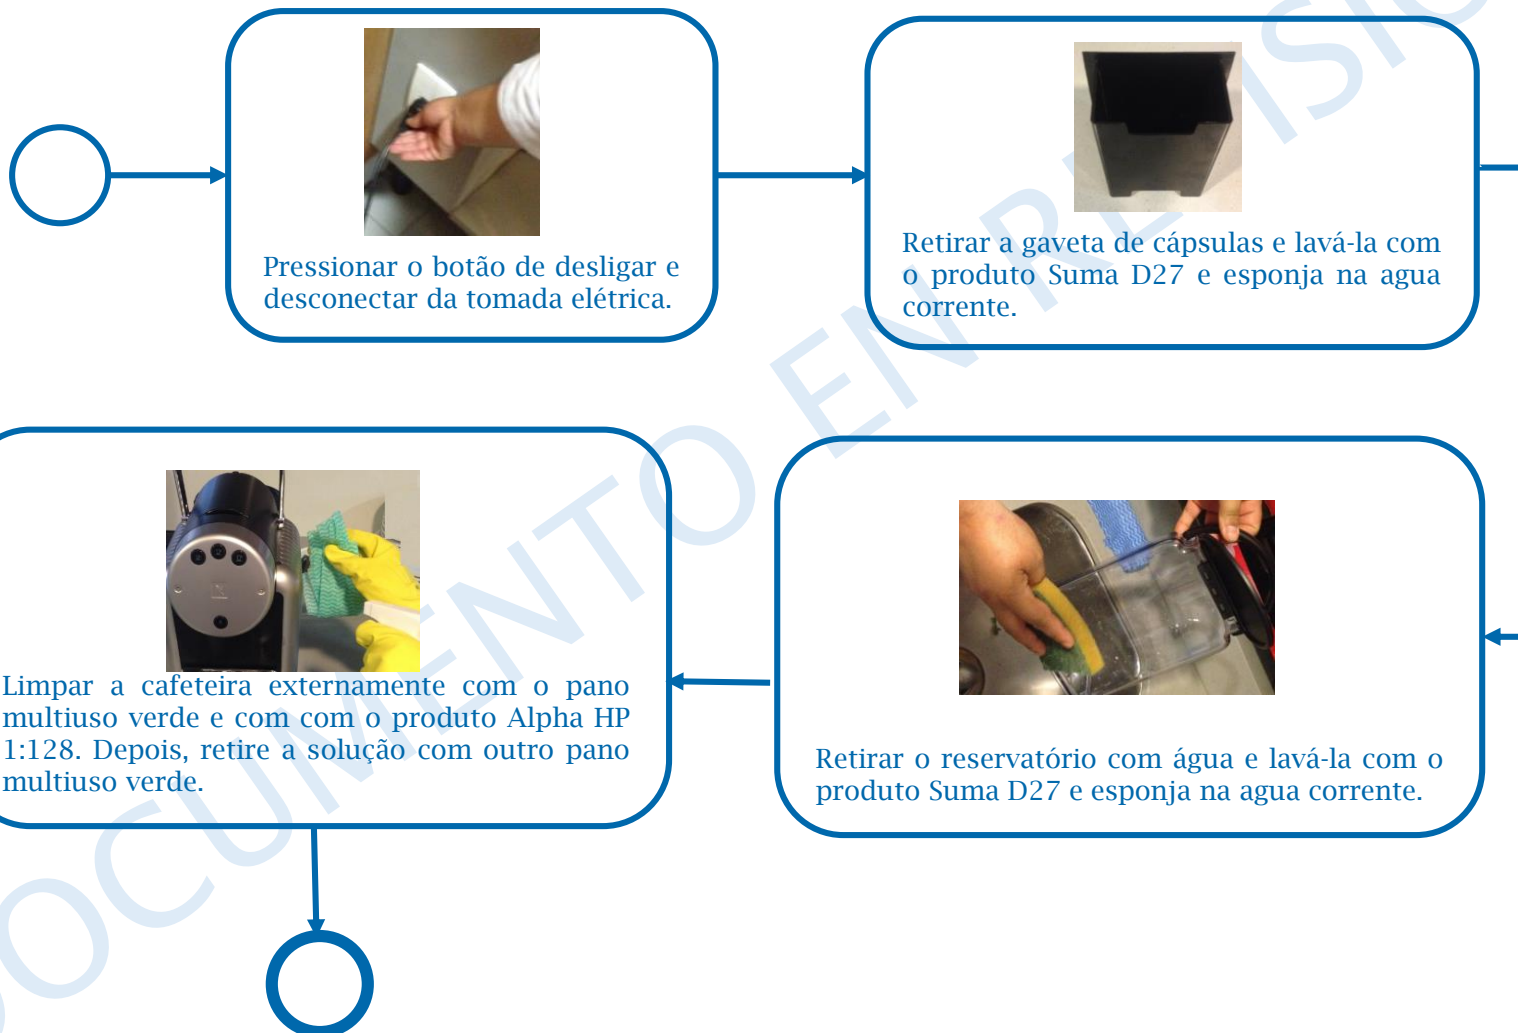 Pressionar o botão de desligar e
desconectar da tomada elétrica.
Retirar a gaveta de cápsulas e lavá-la com
o produto Suma D27 e esponja na agua
corrente.
Limpar a cafeteira externamente com o pano
multiuso verde e com com o produto Alpha HP
1:128. Depois, retire a solução com outro pano
multiuso verde.
Retirar o reservatório com água e lavá-la com o
produto Suma D27 e esponja na agua corrente.
DOCUMENTO EN REVISIÓ